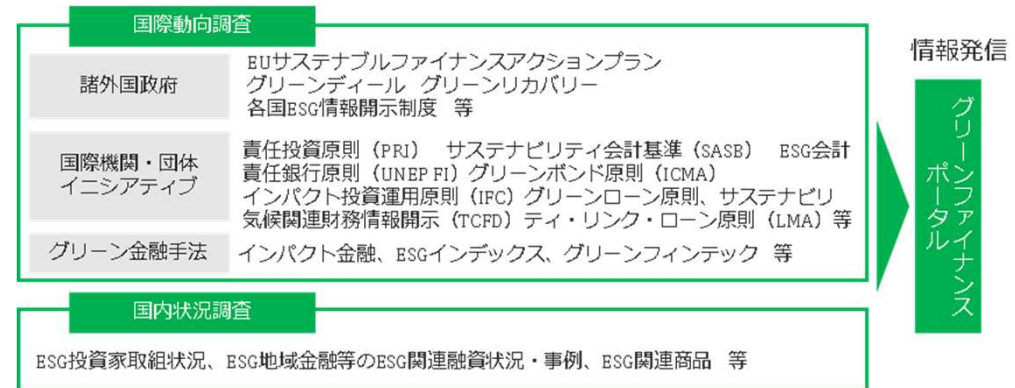 国際動向調査
諸外国政府
EUサステナブルファイナンスアクションプラン
グリーンディール グリーンリカバリー
各国ESG情報開示制度 等
国際機関・団体
イニシアティブ
責任投資原則（PRI） サステナビリティ会計基準（SASB） ESG会計
責任銀行原則（UNEP FI）グリーンボンド原則（ICMA）
インパクト投資運用原則（IFC）グリーンローン原則、サステナビリ
気候関連財務情報開示（TCFD）ティ・リンク・ローン原則（LMA）等
グリーン金融手法
インパクト金融、ESGインデックス、グリーンフィンテック 等
国内状況調査
ESG投資家取組状況、ESG地域金融等のESG関連融資状況・事例、ESG関連商品 等
情報発信
グリーンファイナンス
ポータル